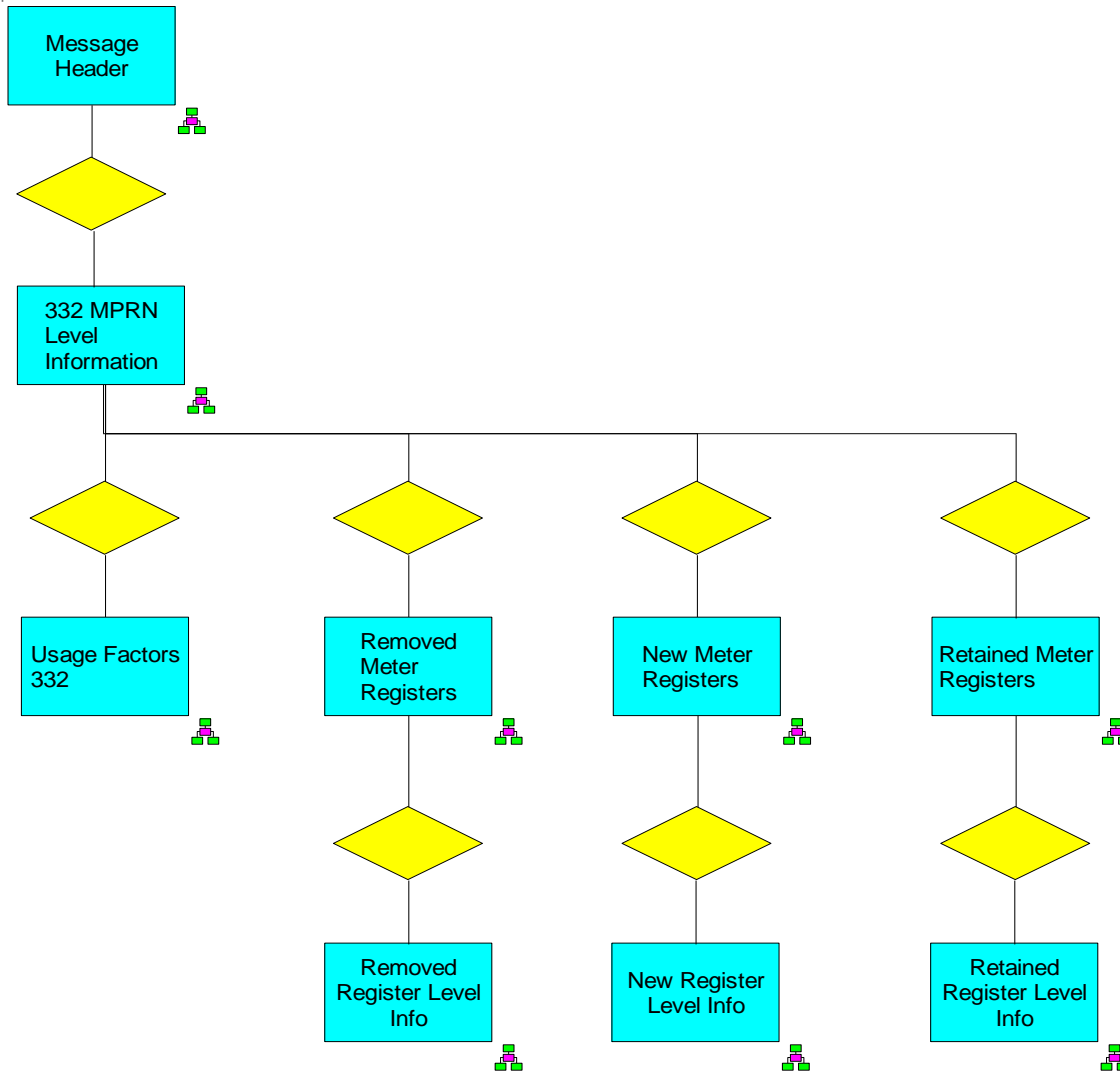 Message
Header
332 MPRN
Level
Information
Usage Factors
332
Removed
Meter
Registers
New Meter
Registers
Retained Meter
Registers
Removed
Register Level
Info
New Register
Level Info
Retained
Register Level
Info